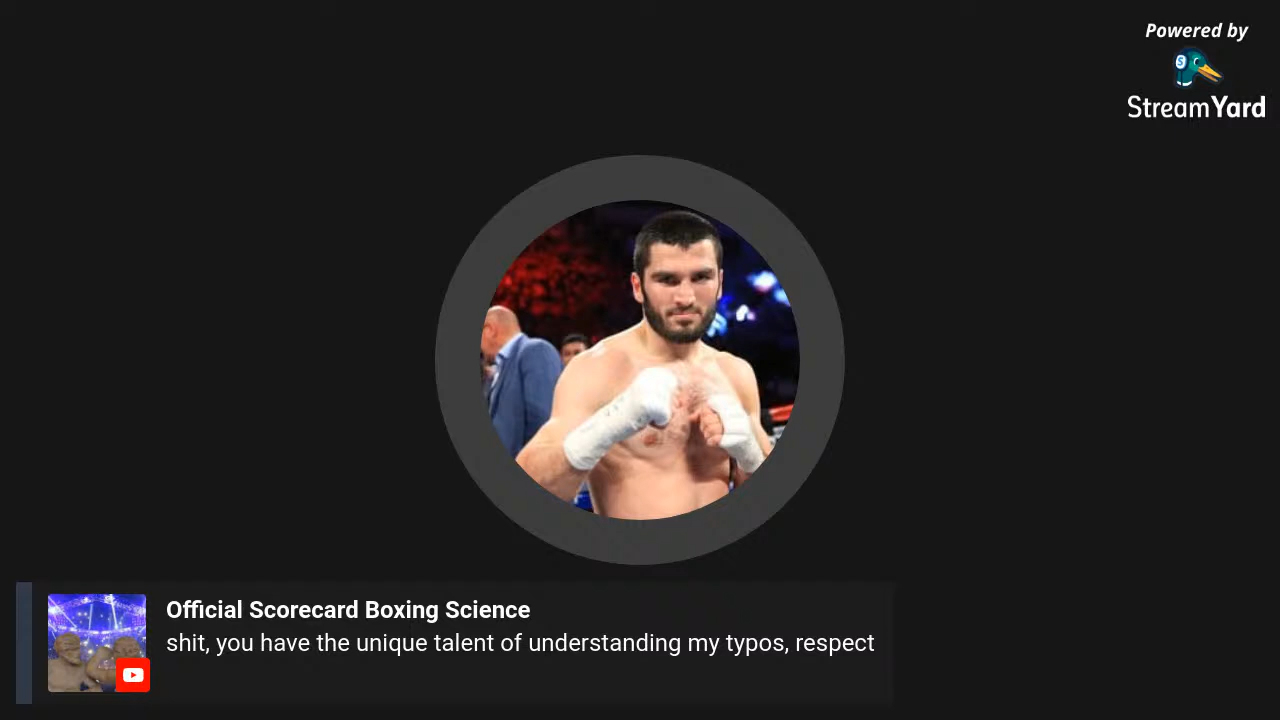 Powered by
StreamYard
Official Scorecard Boxing Science
shit, you have the unique talent of understanding my typos, respect